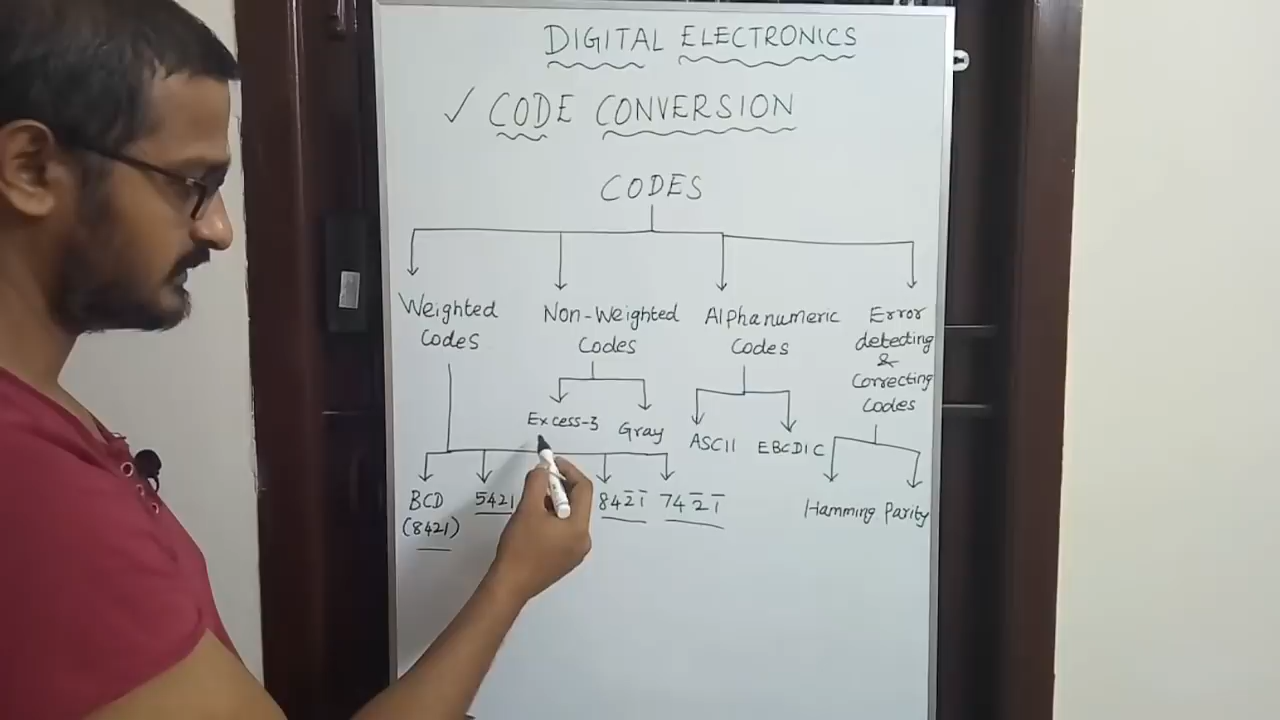 DIGITAL ELECTRONICS
✓ CODE CONVERSION
CODES
Weighted Codes
Non-Weighted Codes
Alphanumeric Codes
Error detecting & Correcting Codes
Excess-3
Gray
ASCII
EBCDIC
BCD (8421)
5421
842̅1̅
742̅1̅
Hamming
Parity